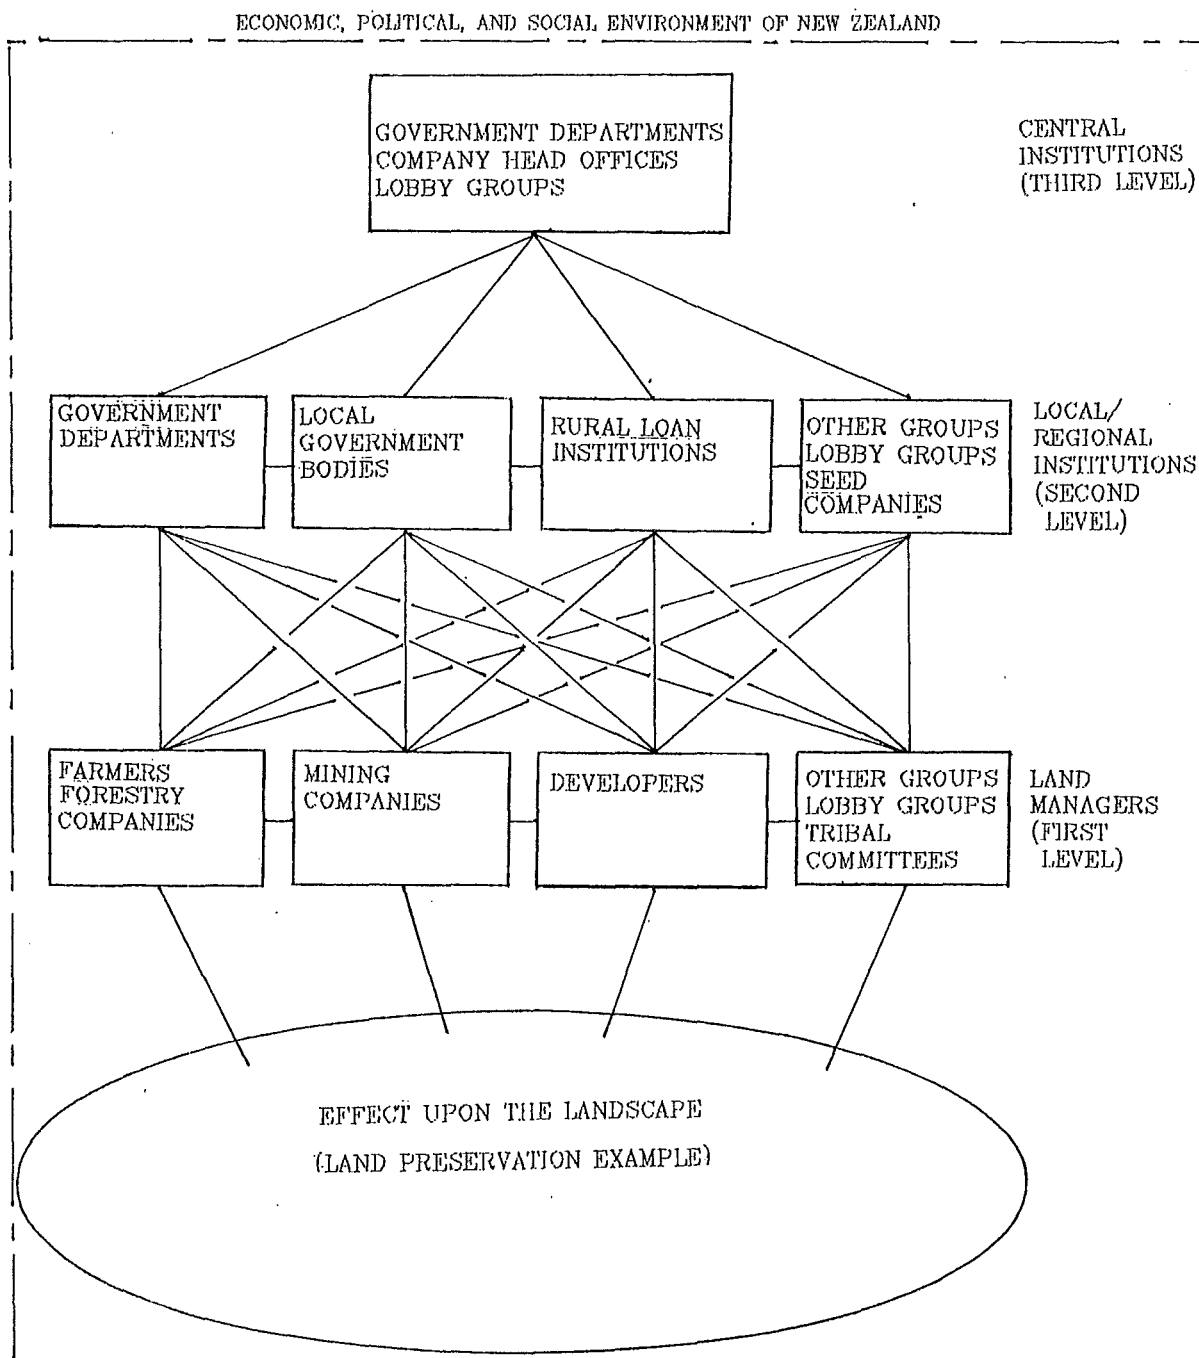 ECONOMIC, POLITICAL, AND SOCIAL ENVIRONMENT OF NEW ZEALAND
GOVERNMENT DEPARTMENTS
COMPANY HEAD OFFICES
LOBBY GROUPS
CENTRAL
INSTITUTIONS
(THIRD LEVEL)
GOVERNMENT
DEPARTMENTS
LOCAL
GOVERNMENT
BODIES
RURAL LOAN
INSTITUTIONS
OTHER GROUPS
LOBBY GROUPS
SEED
COMPANIES
LOCAL/
REGIONAL
INSTITUTIONS
(SECOND
LEVEL)
FARMERS
FORESTRY
COMPANIES
MINING
COMPANIES
DEVELOPERS
OTHER GROUPS
LOBBY GROUPS
TRIBAL
COMMITTEES
LAND
MANAGERS
(FIRST
LEVEL)
EFFECT UPON THE LANDSCAPE
(LAND PRESERVATION EXAMPLE)